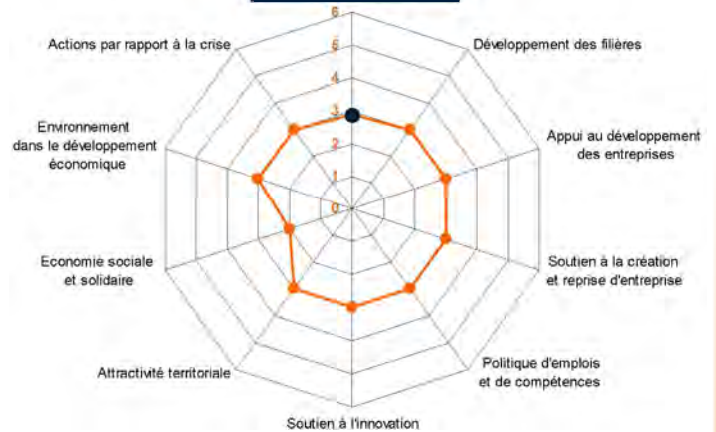 6
5
4
3
2
1
0
Actions par rapport à la crise
Développement des filières
Environnement
dans le développement
économique
Appui au développement
des entreprises
Economie sociale
et solidaire
Soutien à la création
et reprise d'entreprise
Attractivité territoriale
Politique d'emplois
et de compétences
Soutien à l'innovation